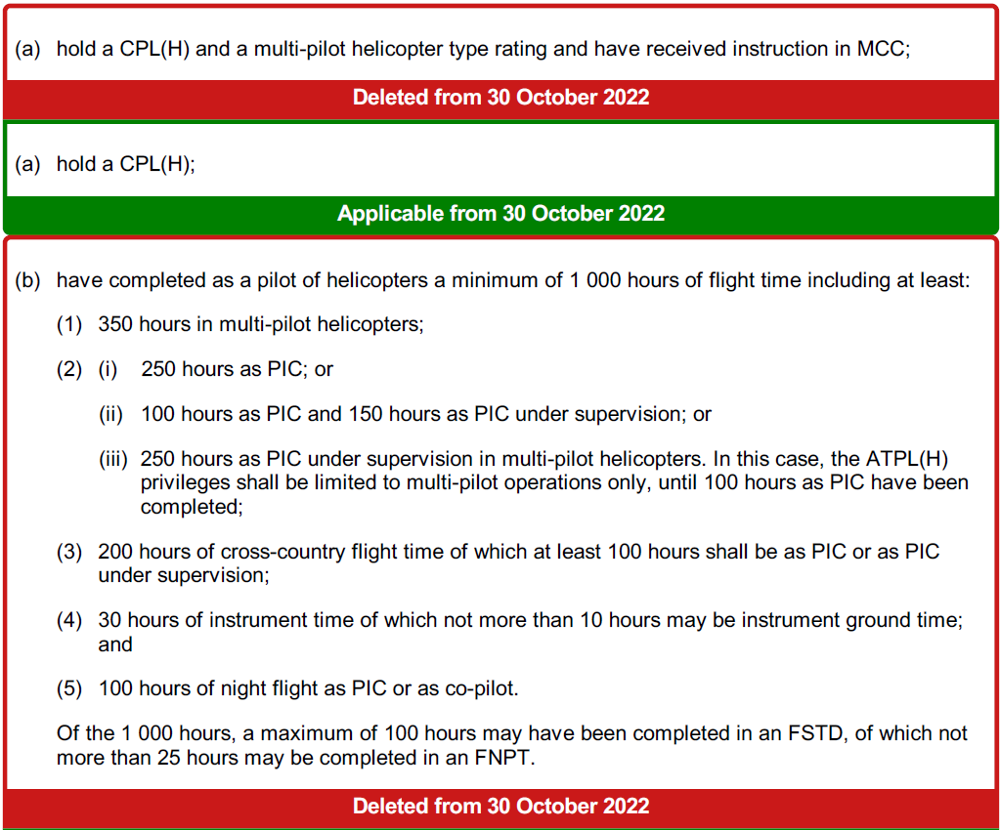 (a) hold a CPL(H) and a multi-pilot helicopter type rating and have received instruction in MCC;
Deleted from 30 October 2022
(a) hold a CPL(H);
Applicable from 30 October 2022
(b) have completed as a pilot of helicopters a minimum of 1 000 hours of flight time including at least:
(1) 350 hours in multi-pilot helicopters;
(2) (i) 250 hours as PIC; or
(ii) 100 hours as PIC and 150 hours as PIC under supervision; or
(iii) 250 hours as PIC under supervision in multi-pilot helicopters. In this case, the ATPL(H)
privileges shall be limited to multi-pilot operations only, until 100 hours as PIC have been
completed;
(3) 200 hours of cross-country flight time of which at least 100 hours shall be as PIC or as PIC
under supervision;
(4) 30 hours of instrument time of which not more than 10 hours may be instrument ground time;
and
(5) 100 hours of night flight as PIC or as co-pilot.
Of the 1 000 hours, a maximum of 100 hours may have been completed in an FSTD, of which not
more than 25 hours may be completed in an FNPT.
Deleted from 30 October 2022